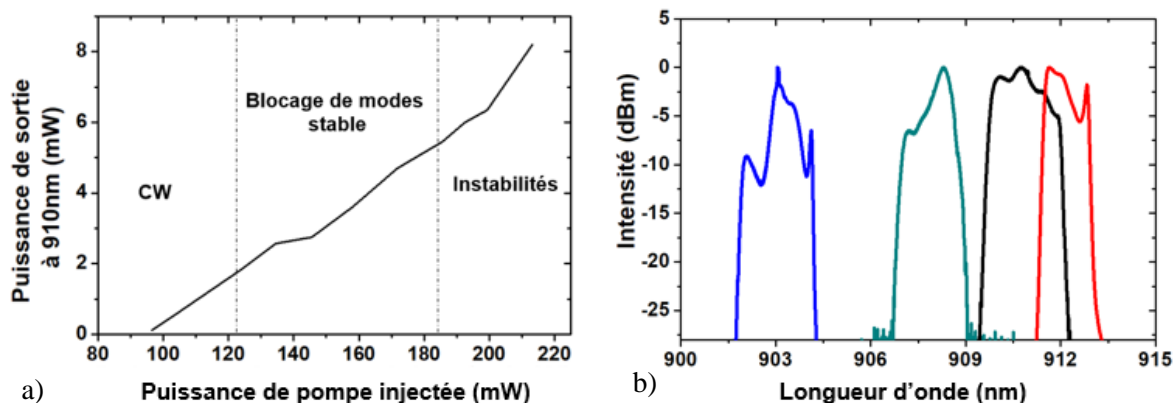 8
6
4
2
0
Puissance de sortie
à 910nm (mW)
CW
Blocage de modes
stable
Instabilités
80 100 120 140 160 180 200 220
Puissance de pompe injectée (mW)
a)
5
0
-5
-10
-15
-20
-25
Intensité (dBm)
900 903 906 909 912 915
Longueur d'onde (nm)
b)